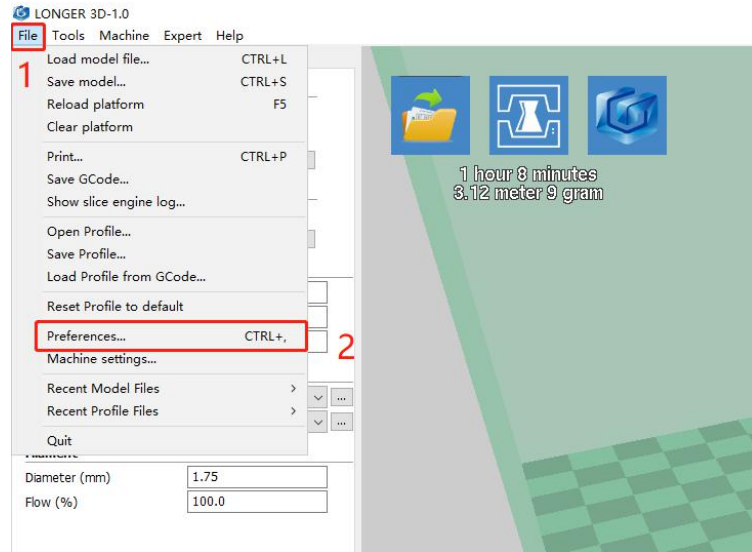 LONGER 3D-1.0
File Tools Machine Expert Help
1
Load model file... CTRL+L
Save model... CTRL+S
Reload platform F5
Clear platform
Print... CTRL+P
Save GCode...
Show slice engine log...
Open Profile...
Save Profile...
Load Profile from GCode...
Reset Profile to default
Preferences... CTRL+,
2
Machine settings...
Recent Model Files >
Recent Profile Files >
Quit
Diameter (mm) 1.75
Flow (%) 100.0
1 hour 8 minutes
3.12 meter 9 gram